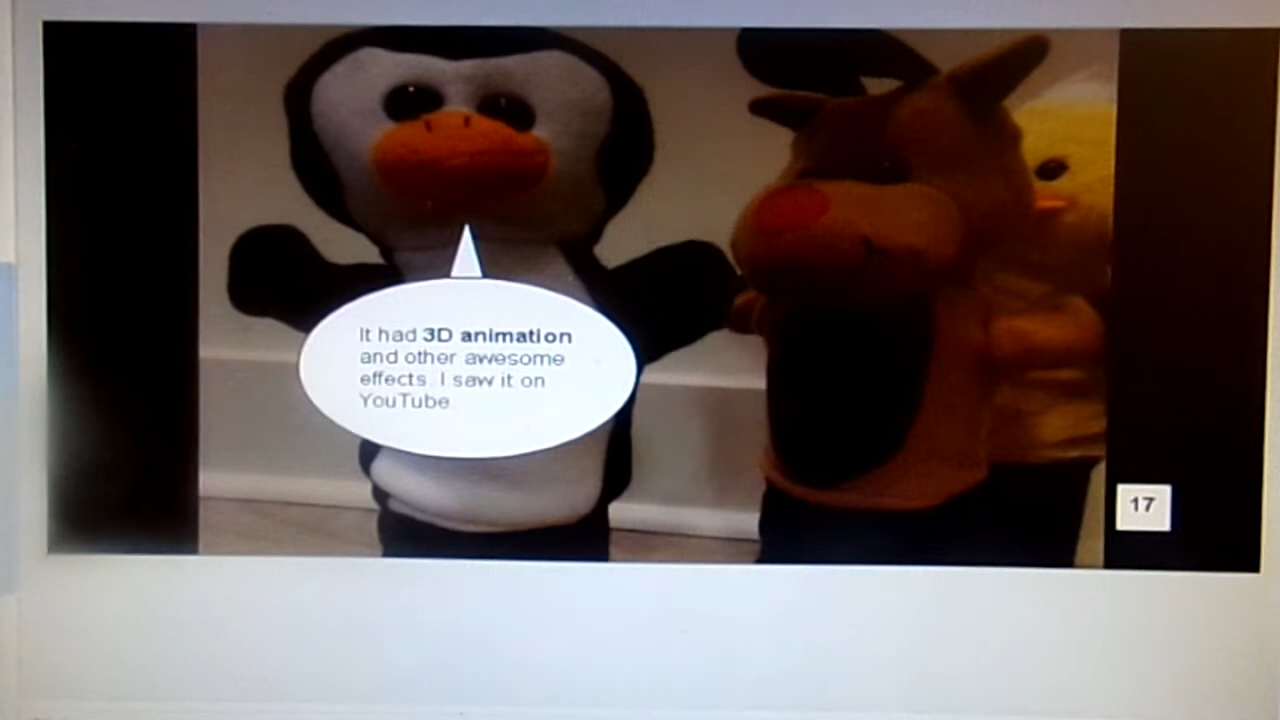 It had 3D animation
and other awesome
effects. I saw it on
YouTube.
17